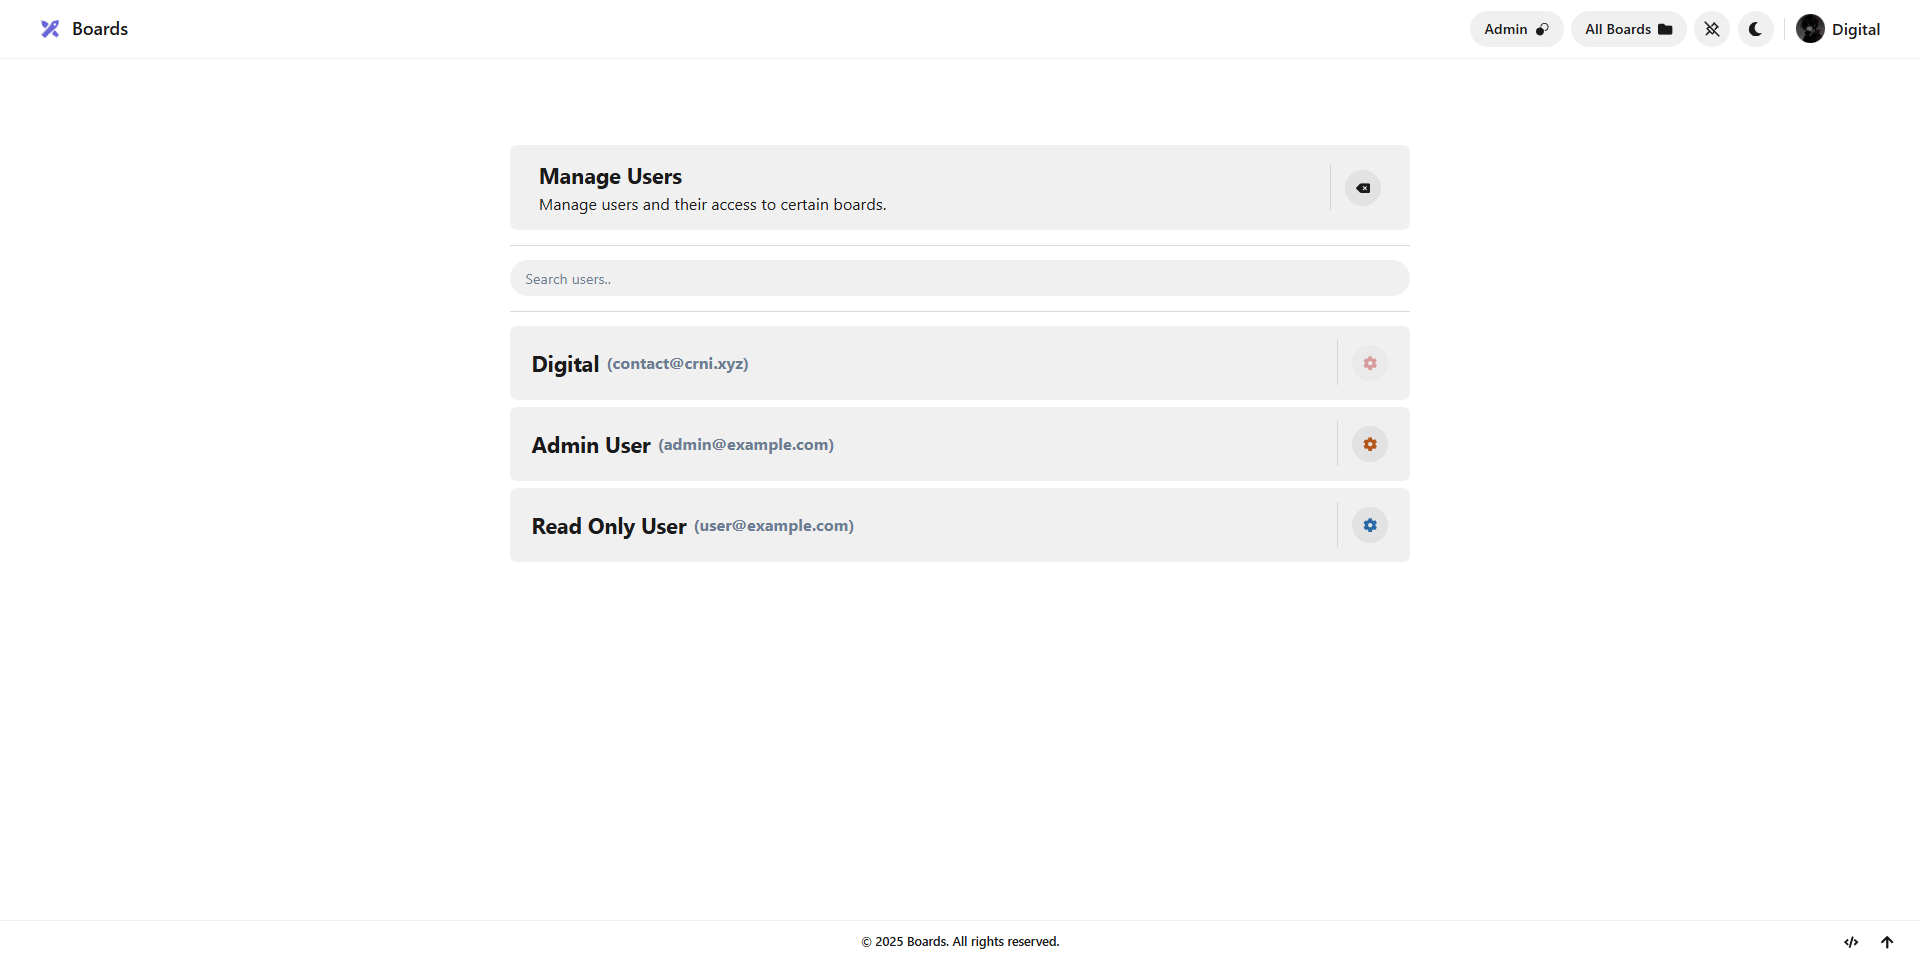 Boards
Admin
All Boards
Digital
Manage Users
Manage users and their access to certain boards.
Search users..
Digital (contact@crni.xyz)
Admin User (admin@example.com)
Read Only User (user@example.com)
© 2025 Boards. All rights reserved.